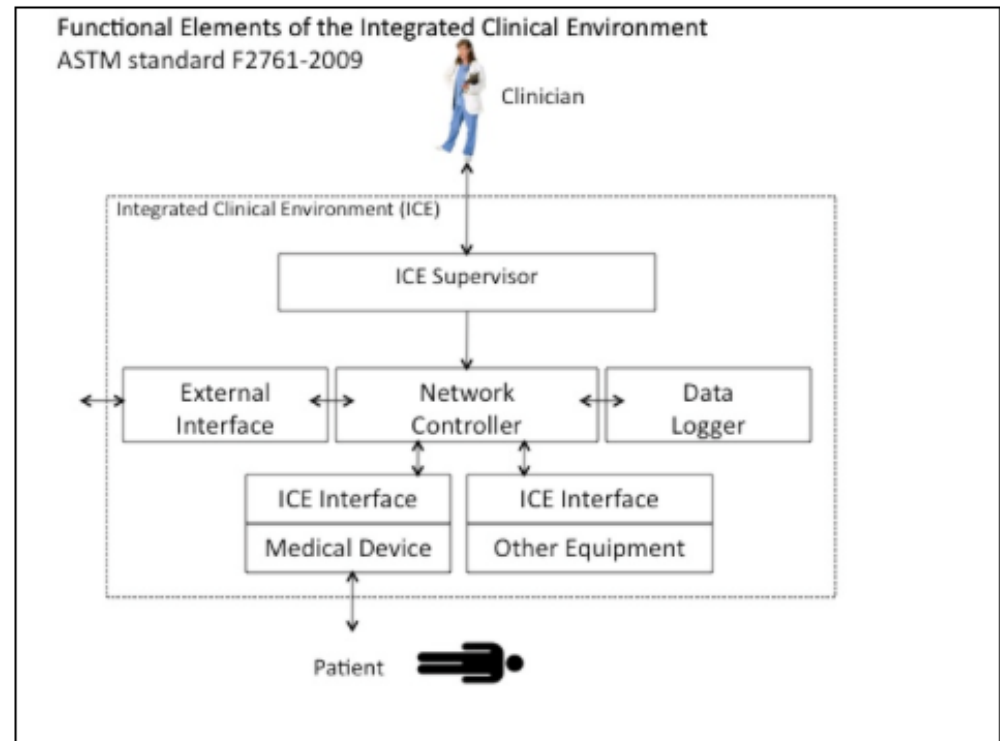 Functional Elements of the Integrated Clinical Environment
ASTM standard F2761-2009
Clinician
Integrated Clinical Environment (ICE)
ICE Supervisor
External
Interface
Network
Controller
Data
Logger
ICE Interface
Medical Device
ICE Interface
Other Equipment
Patient